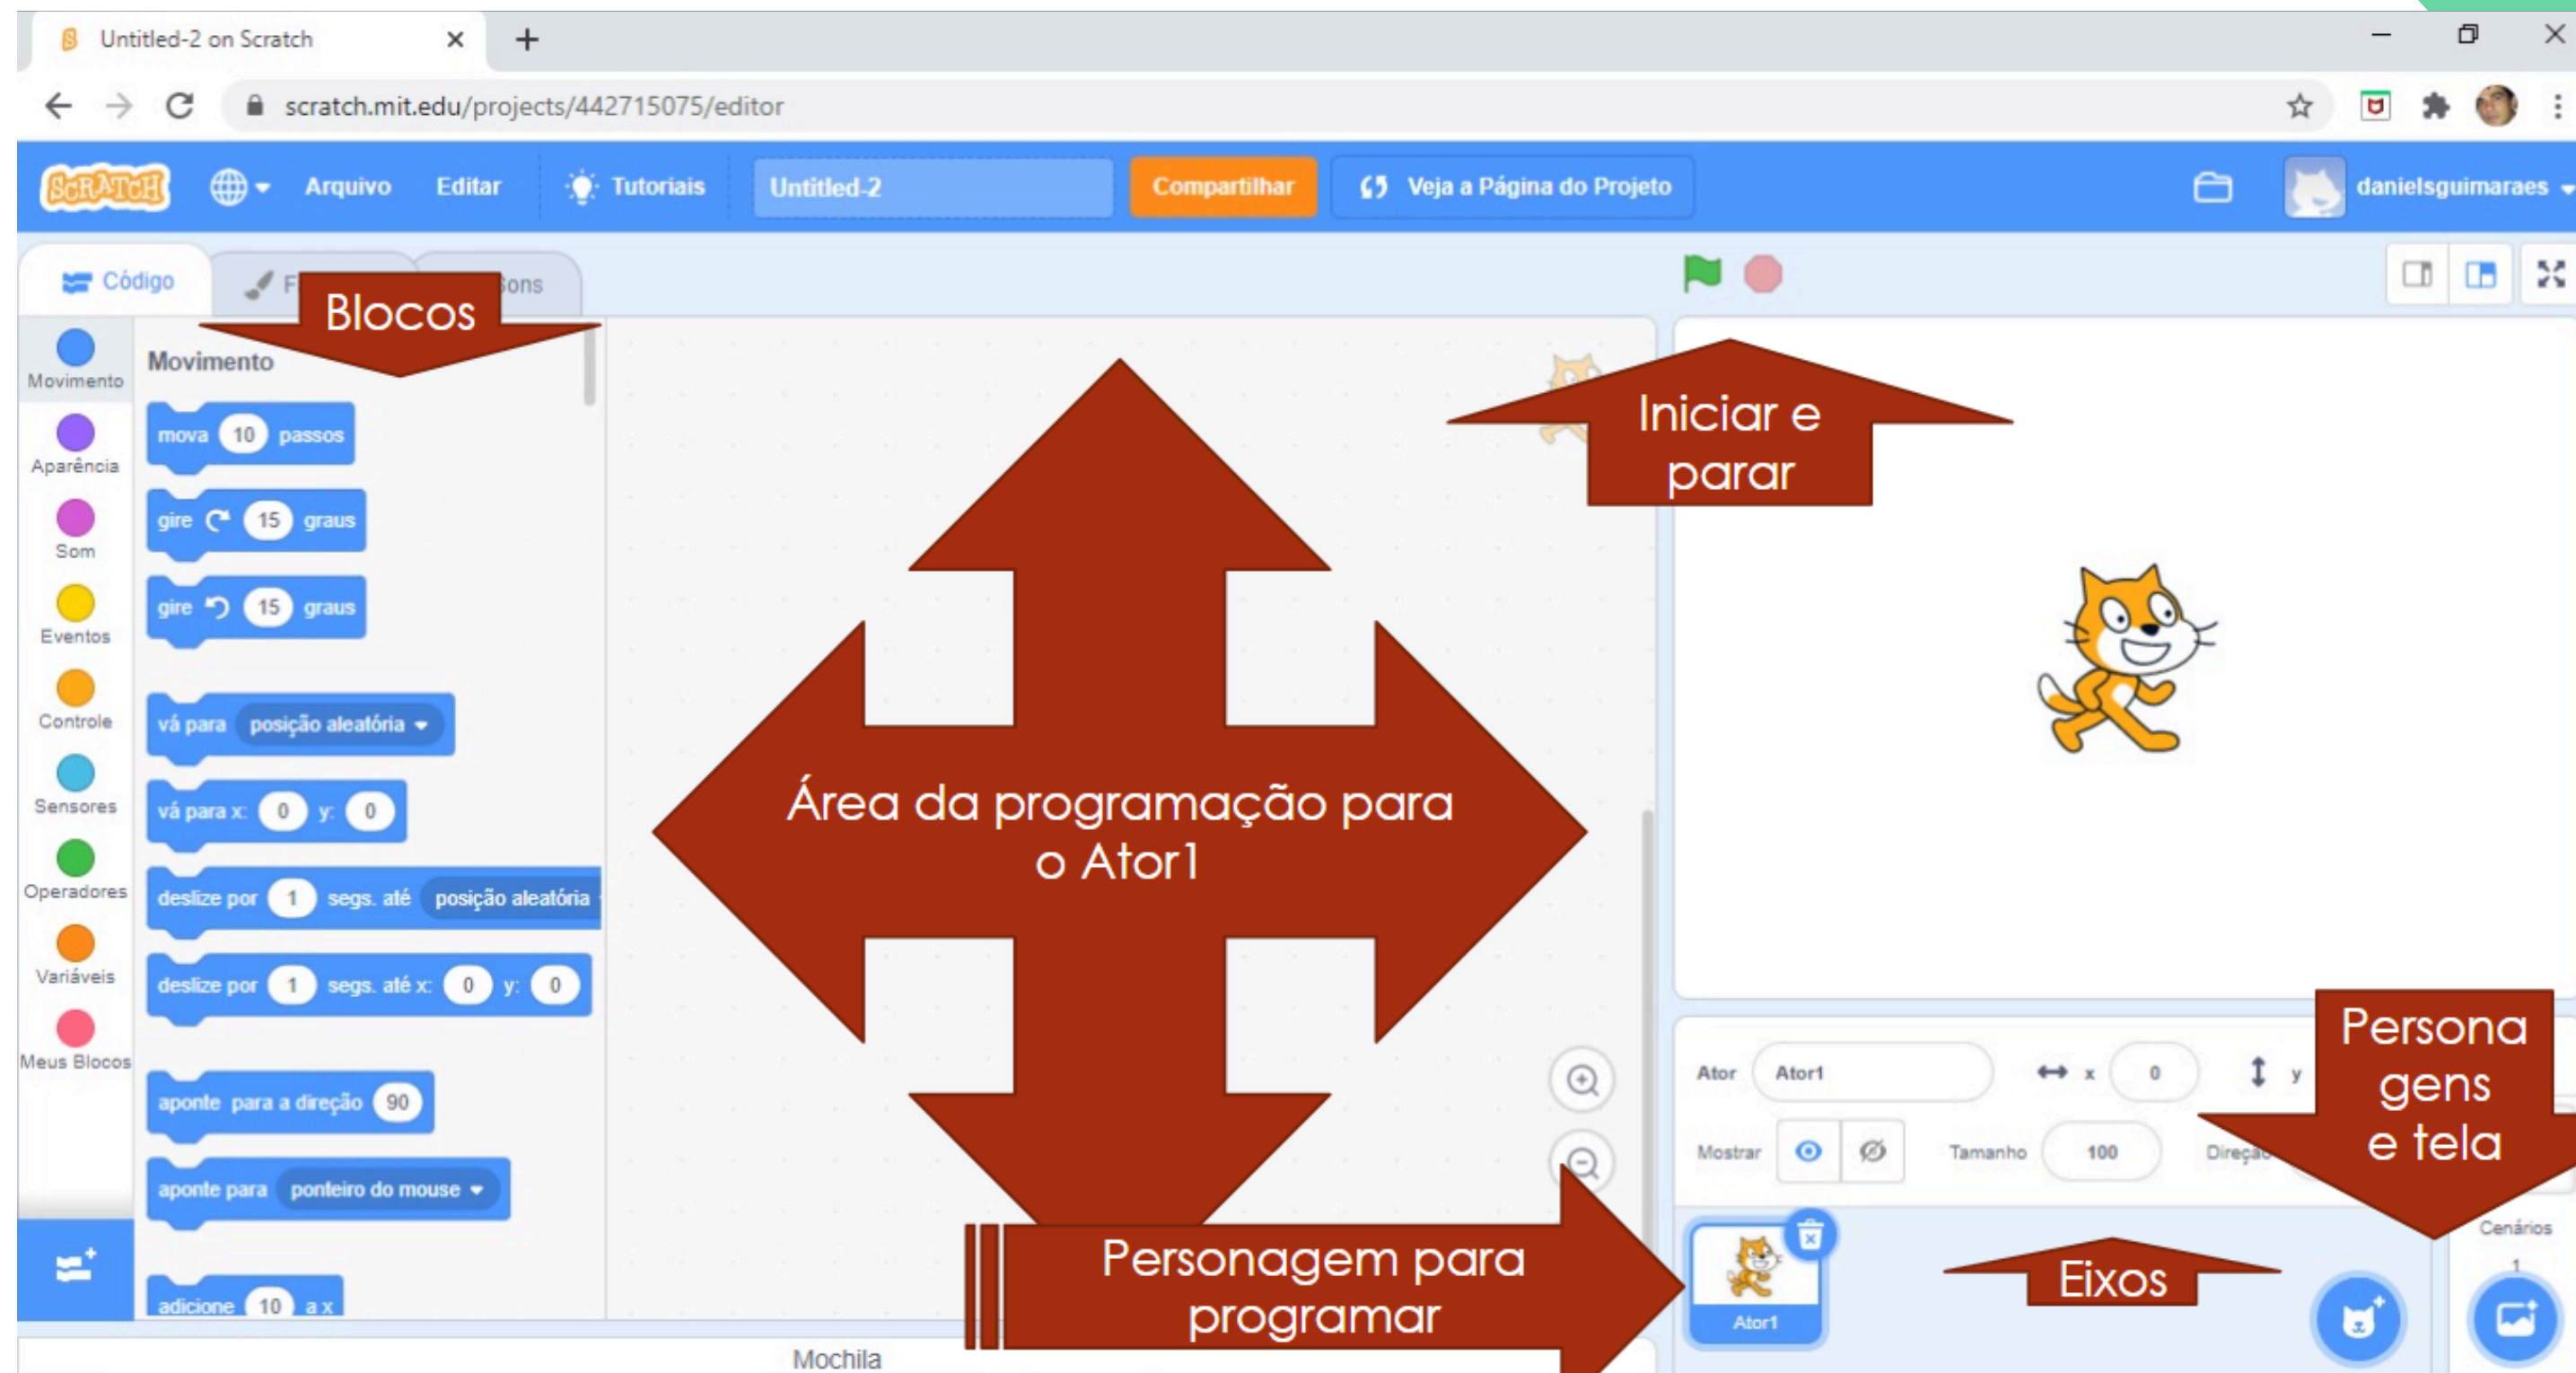 Untitled-2 on Scratch
scratch.mit.edu/projects/442715075/editor
SCRATCH Arquivo Editar Tutoriais Untitled-2 Compartilhar Veja a Página do Projeto danielsguimaraes
Código
Blocos
Movimento
Aparência
Som
Eventos
Controle
Sensores
Operadores
Variáveis
Meus Blocos
Movimento
mova 10 passos
gire 15 graus
gire 15 graus
vá para posição aleatória
vá para x: 0 y: 0
deslize por 1 segs. até posição aleatória
deslize por 1 segs. até x: 0 y: 0
aponte para a direção 90
aponte para ponteiro do mouse
adicione 10 a x
Área da programação para
o Ator1
Iniciar e
parar
Ator Ator1 x 0 y
Mostrar Tamanho 100 Direção
Persona
gens
e tela
Personagem para
programar
Ator1
Eixos
Cenários
1
Mochila